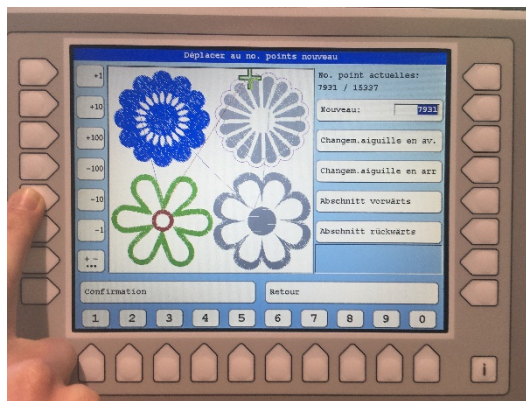 Déplacer au no. points nouveau
+1
+10
+100
-100
-10
-1
+ -
...
No. point actuelles:
7931 / 15337
Nouveau: 7931
Changem.aiguille en av.
Changem.aiguille en arr
Abschnitt vorwärts
Abschnitt rückwärts
Confirmation
Retour
1 2 3 4 5 6 7 8 9 0
i